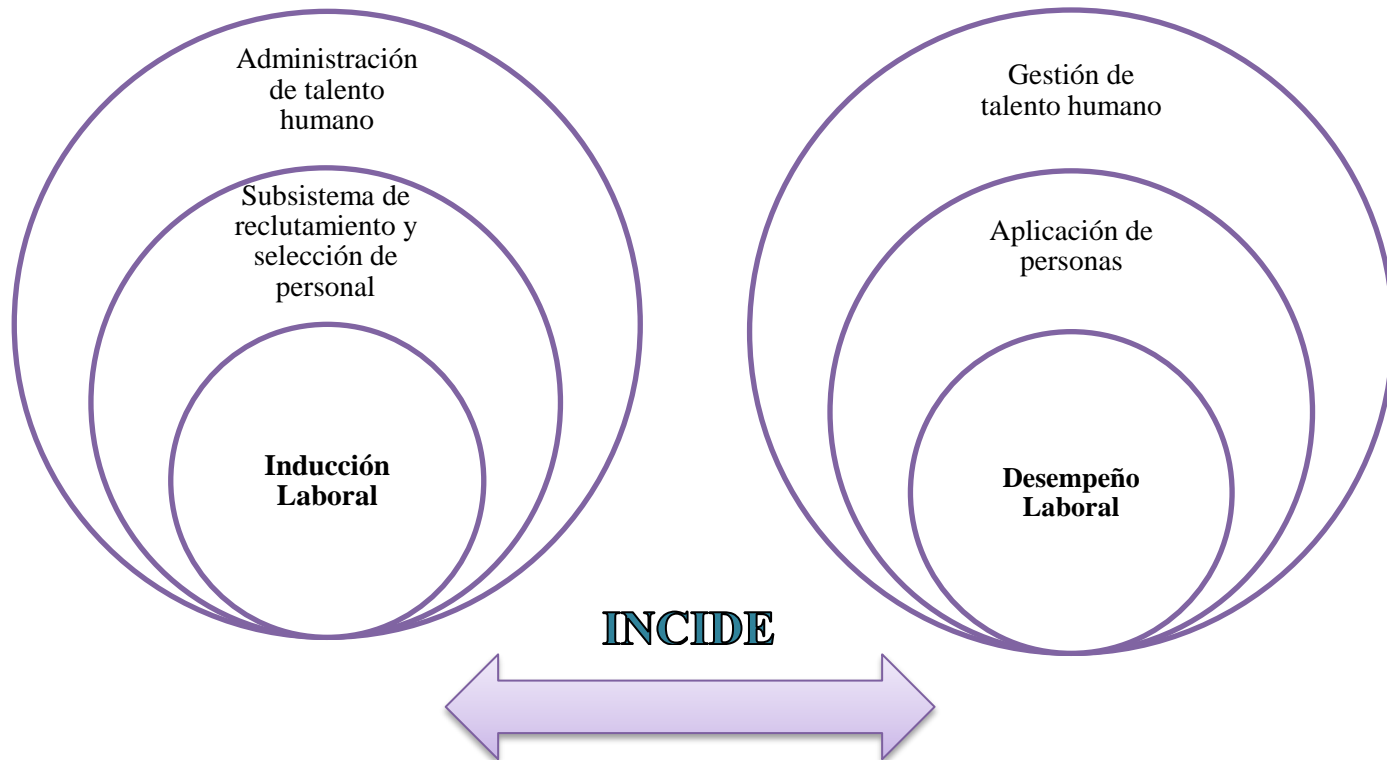 Administración
de talento
humano
Subsistema de
reclutamiento y
selección de
personal
Inducción
Laboral
Gestión de
talento humano
Aplicación de
personas
Desempeño
Laboral
INCIDE